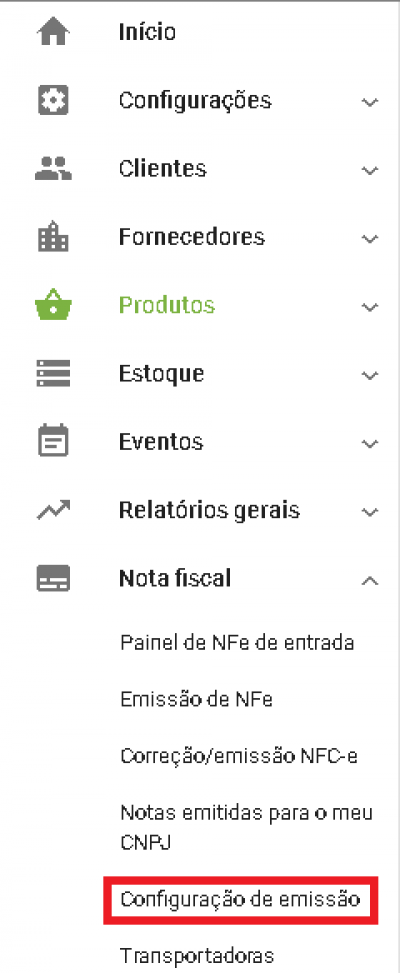 Início
Configurações
Clientes
Fornecedores
Produtos
Estoque
Eventos
Relatórios gerais
Nota fiscal
Painel de NFe de entrada
Emissão de NFe
Correção/emissão NFC-e
Notas emitidas para o meu
CNPJ
Configuração de emissão
Transportadoras